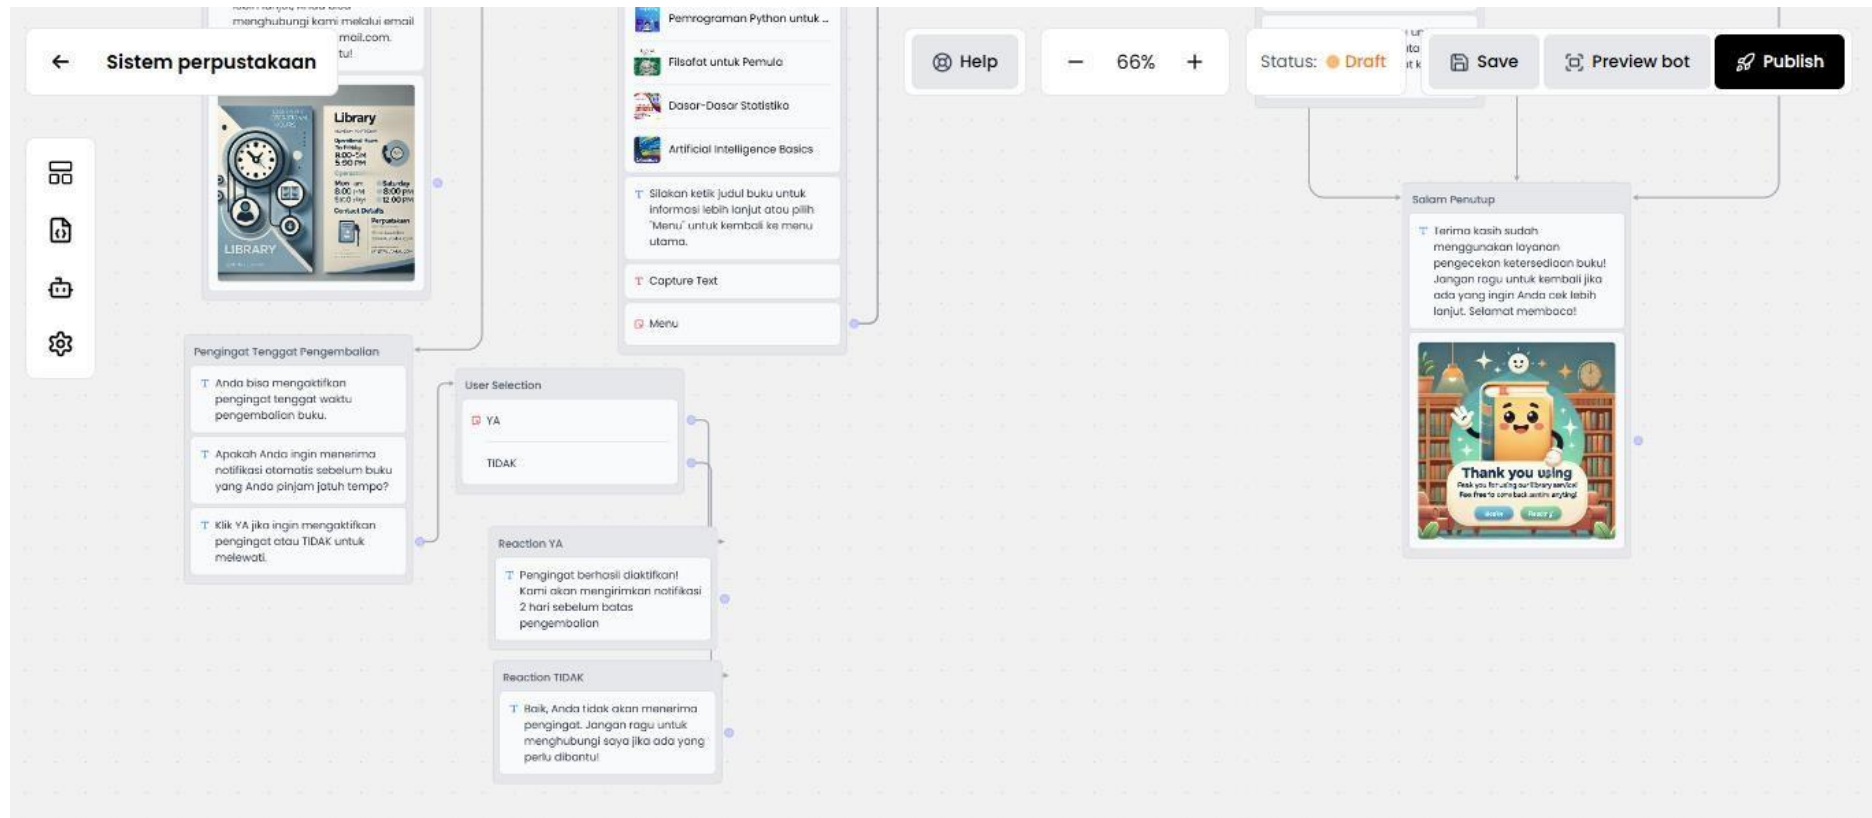 menghubungi kami melalui email
mail.com.
tu!
Sistem perpustakaan
Library
8:00 PM
Saturday
Contact Details
LIBRARY
Pengingat Tenggat Pengembalian
Anda bisa mengaktifkan
pengingat tenggat waktu
pengembalian buku.
Apakah Anda ingin menerima
notifikasi otomatis sebelum buku
yang Anda pinjam jatuh tempo?
Klik YA jika ingin mengaktifkan
pengingat atau TIDAK untuk
melewati.
Pemrograman Python untuk ...
Filsafat untuk Pemula
Dasar-Dasar Statistika
Artificial Intelligence Basics
Silakan ketik judul buku untuk
informasi lebih lanjut atau pilih
"Menu" untuk kembali ke menu
utama.
Capture Text
Menu
User Selection
YA
TIDAK
Reaction YA
Pengingat berhasil diaktifkan!
Kami akan mengirimkan notifikasi
2 hari sebelum batas
pengembalian
Reaction TIDAK
Baik, Anda tidak akan menerima
pengingat. Jangan ragu untuk
menghubungi saya jika ada yang
perlu dibantu!
Help
66%
Status: Draft
Save
Preview bot
Publish
Salam Penutup
Terima kasih sudah
menggunakan layanan
pengecekan ketersediaan buku!
Jangan ragu untuk kembali jika
ada yang ingin Anda cek lebih
lanjut. Selamat membaca!
Thank you using